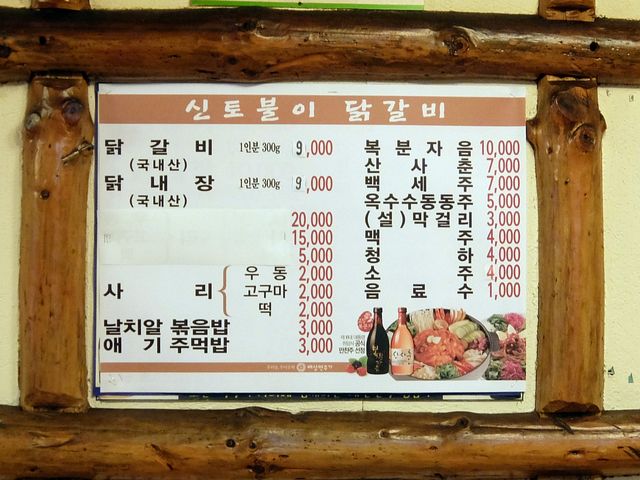 신토불이 닭갈비
닭 갈 비 1인분 300g 9,000
(국내산)
닭 내 장 1인분 300g 9,000
(국내산)
20,000
15,000
5,000
사 리 우 동 2,000
고구마 2,000
떡 2,000
날치알 볶음밥 3,000
애 기 주먹밥 3,000
복 분 자 음 10,000
산 사 춘 7,000
백 세 주 7,000
옥수수동동주 5,000
(설)막걸리 3,000
맥 주 4,000
청 하 4,000
소 주 4,000
음 료 수 1,000